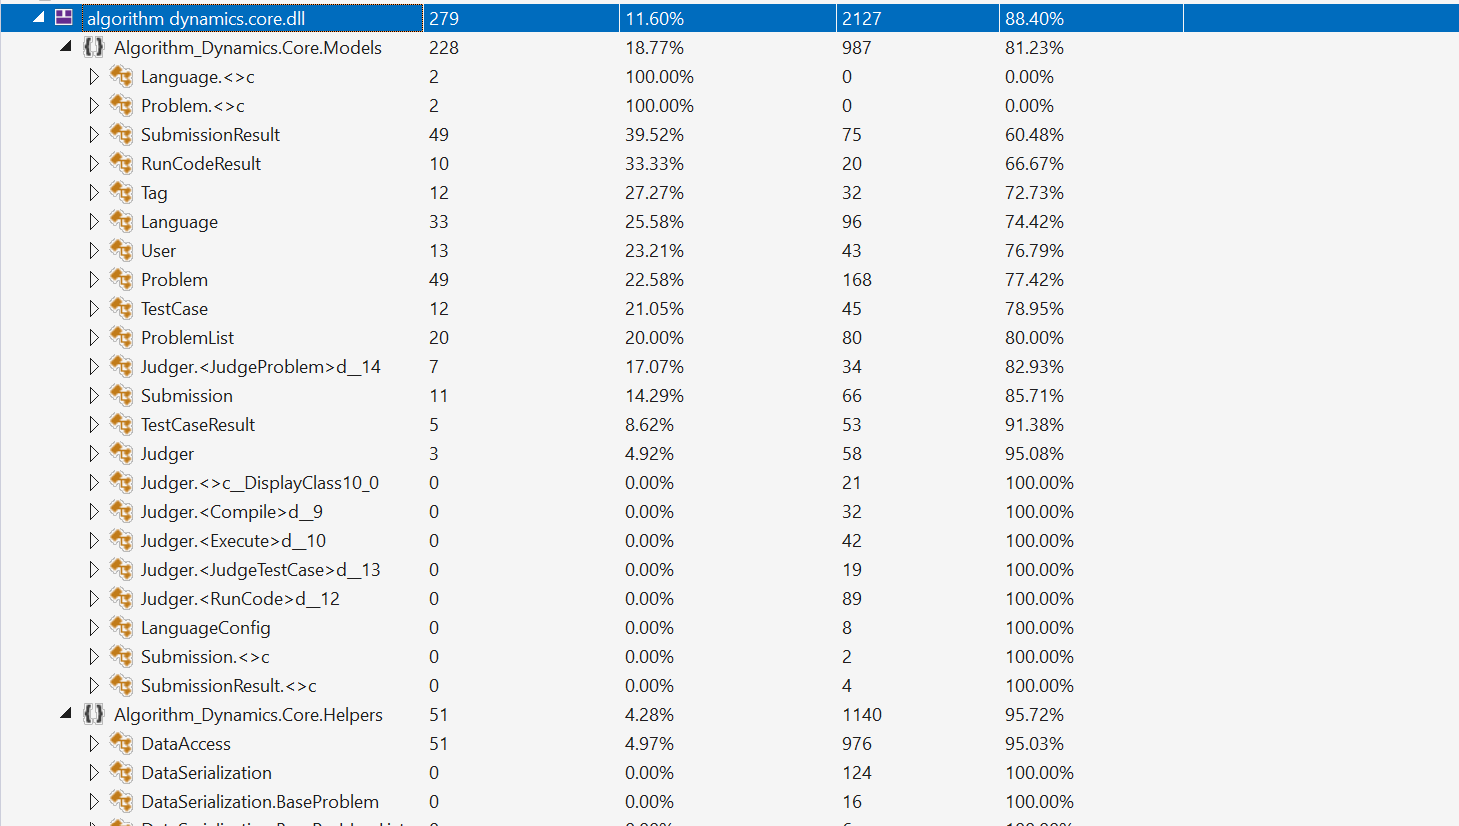 algorithm dynamics.core.dll 279 11.60% 2127 88.40%
Algorithm_Dynamics.Core.Models 228 18.77% 987 81.23%
Language.<>c 2 100.00% 0 0.00%
Problem.<>c 2 100.00% 0 0.00%
SubmissionResult 49 39.52% 75 60.48%
RunCodeResult 10 33.33% 20 66.67%
Tag 12 27.27% 32 72.73%
Language 33 25.58% 96 74.42%
User 13 23.21% 43 76.79%
Problem 49 22.58% 168 77.42%
TestCase 12 21.05% 45 78.95%
ProblemList 20 20.00% 80 80.00%
Judger.<JudgeProblem>d__14 7 17.07% 34 82.93%
Submission 11 14.29% 66 85.71%
TestCaseResult 5 8.62% 53 91.38%
Judger 3 4.92% 58 95.08%
Judger.<>c__DisplayClass10_0 0 0.00% 21 100.00%
Judger.<Compile>d__9 0 0.00% 32 100.00%
Judger.<Execute>d__10 0 0.00% 42 100.00%
Judger.<JudgeTestCase>d__13 0 0.00% 19 100.00%
Judger.<RunCode>d__12 0 0.00% 89 100.00%
LanguageConfig 0 0.00% 8 100.00%
Submission.<>c 0 0.00% 2 100.00%
SubmissionResult.<>c 0 0.00% 4 100.00%
Algorithm_Dynamics.Core.Helpers 51 4.28% 1140 95.72%
DataAccess 51 4.97% 976 95.03%
DataSerialization 0 0.00% 124 100.00%
DataSerialization.BaseProblem 0 0.00% 16 100.00%